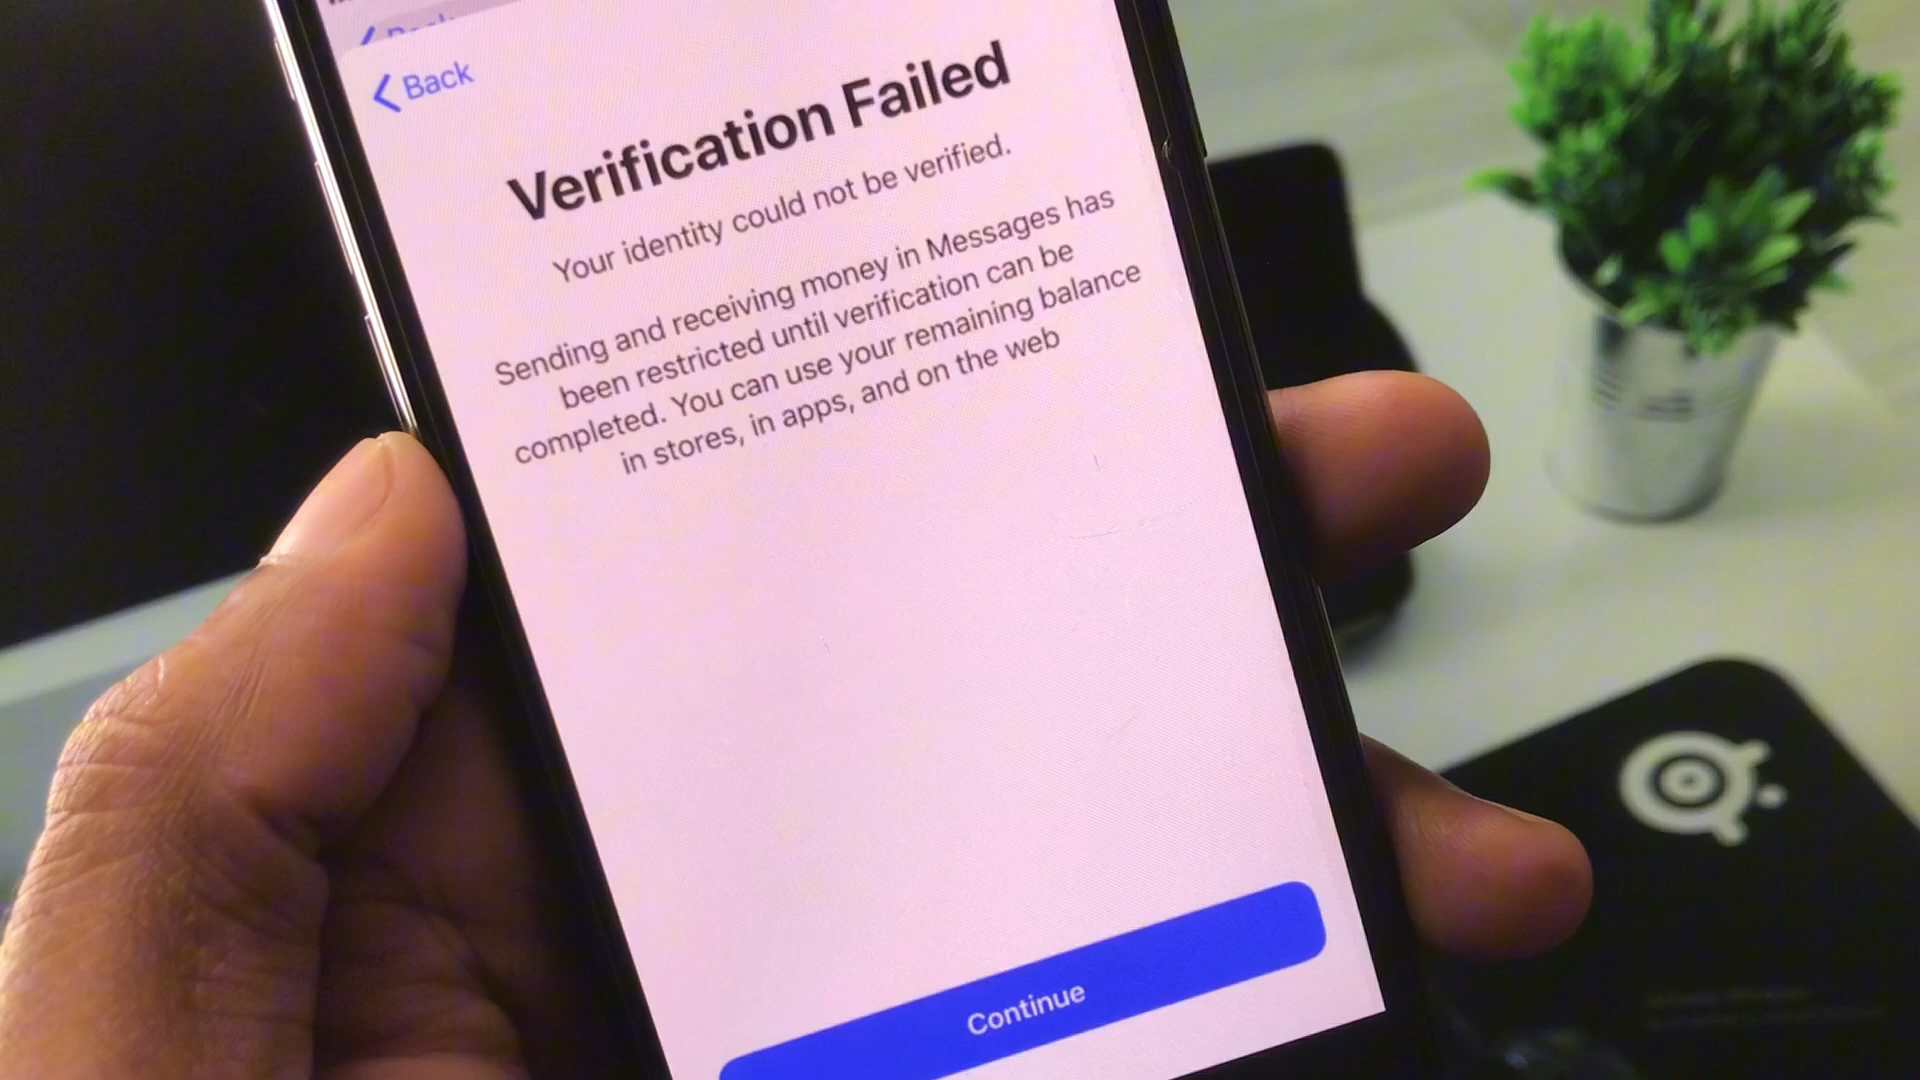 Back
Verification Failed
Your identity could not be verified.
Sending and receiving money in Messages has
been restricted until verification can be
completed. You can use your remaining balance
in stores, in apps, and on the web
Continue